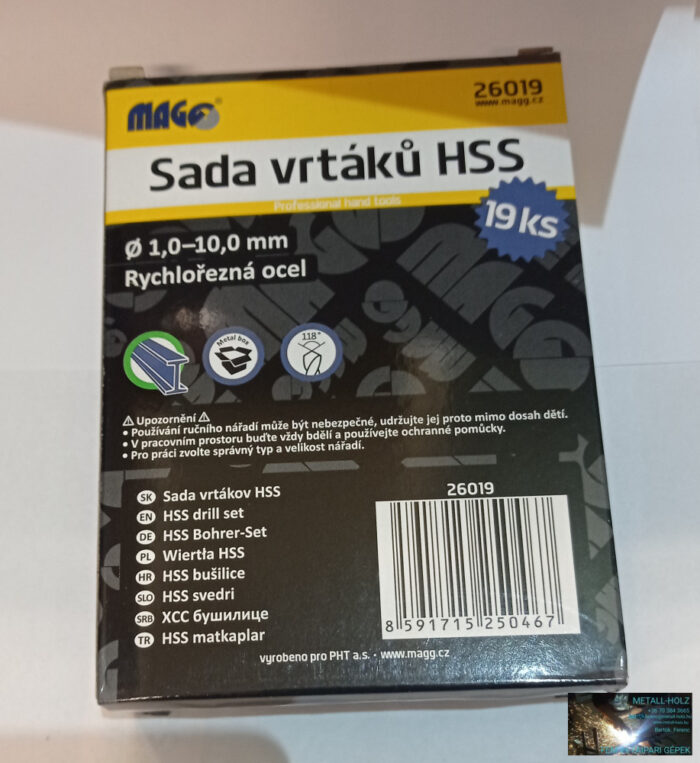 MAGG®
26019
www.magg.cz
Sada vrtáků HSS
Professional hand tools
19 ks
Ø 1,0–10,0 mm
Rychlořezná ocel
Metal box
118°
⚠ Upozornění ⚠
• Používání ručního nářadí může být nebezpečné, udržujte jej proto mimo dosah dětí.
• V pracovním prostoru buďte vždy bdělí a používejte ochranné pomůcky.
• Pro práci zvolte správný typ a velikost nářadí.
SK Sada vrtákov HSS
EN HSS drill set
DE HSS Bohrer-Set
PL Wiertła HSS
HR HSS bušilice
SLO HSS svedri
SRB ХСС бушилице
TR HSS matkaplar
26019
8 591715 250467
vyrobeno pro PHT a.s. - www.magg.cz
METALL-HOLZ
Bartok_Ferenc
GÉPEK